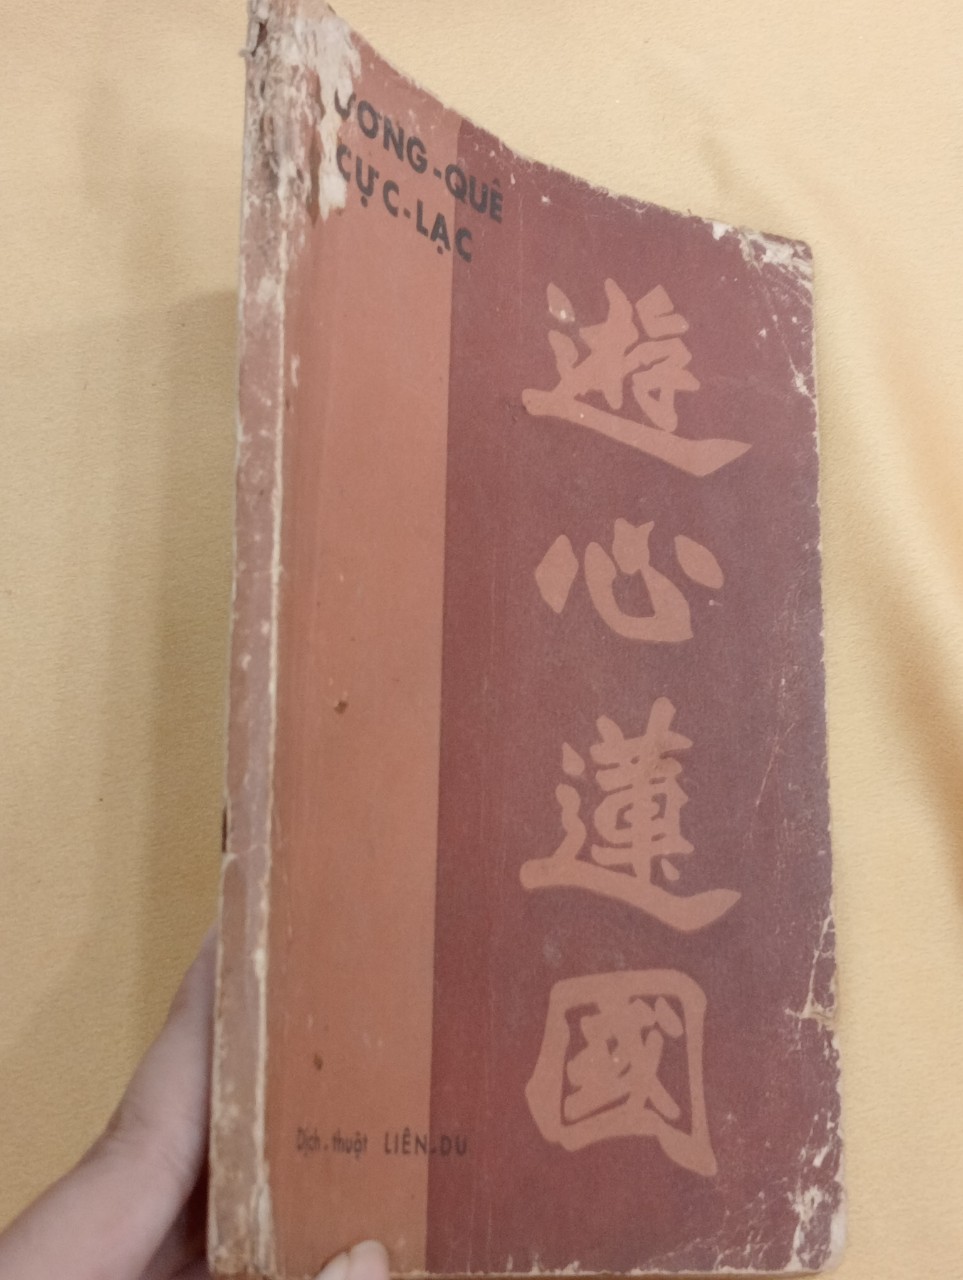 ƯƠNG-QUÊ
CỰC-LẠC
遊
心
蓮
國
Dịch-thuật LIÊN-DU